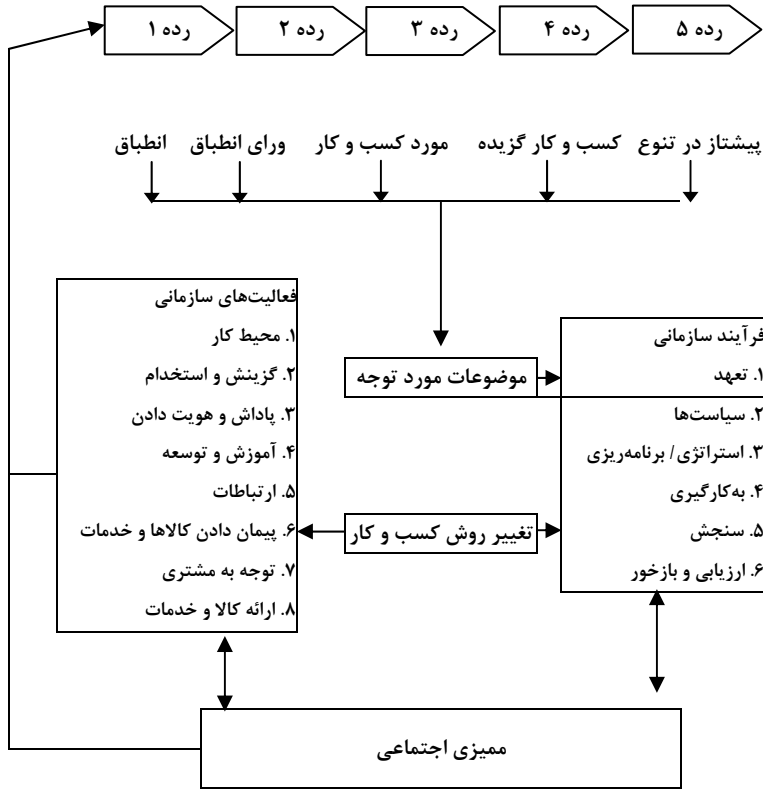 رده ۱
رده ۲
رده ۳
رده ۴
رده ۵
انطباق
ورای انطباق
مورد کسب و کار
کسب و کار گزیده
پیشتاز در تنوع
فعالیت‌های سازمانی
۱. محیط کار
۲. گزینش و استخدام
۳. پاداش و هویت دادن
۴. آموزش و توسعه
۵. ارتباطات
۶. پیمان دادن کالاها و خدمات
۷. توجه به مشتری
۸. ارائه کالا و خدمات
موضوعات مورد توجه
تغییر روش کسب و کار
فرآیند سازمانی
۱. تعهد
۲. سیاست‌ها
۳. استراتژی/ برنامه‌ریزی
۴. به‌کارگیری
۵. سنجش
۶. ارزیابی و بازخور
ممیزی اجتماعی